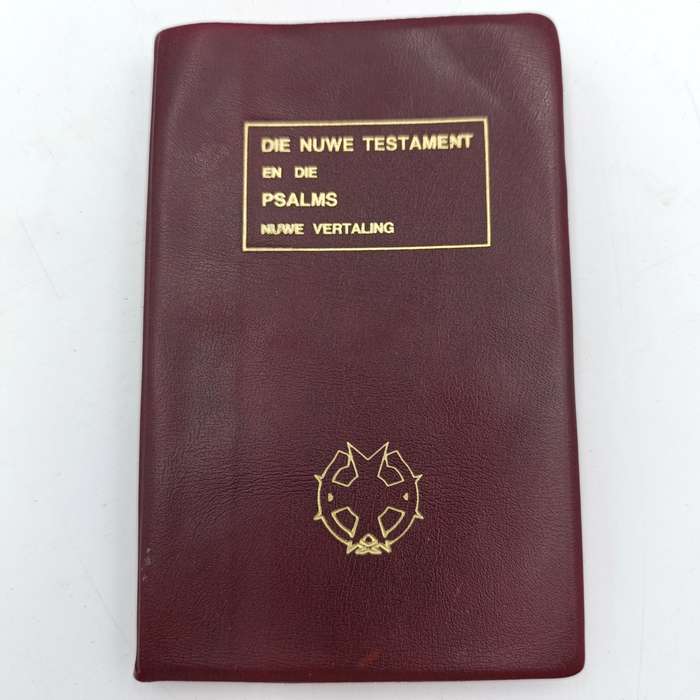 DIE NUWE TESTAMENT
EN DIE
PSALMS
NUWE VERTALING